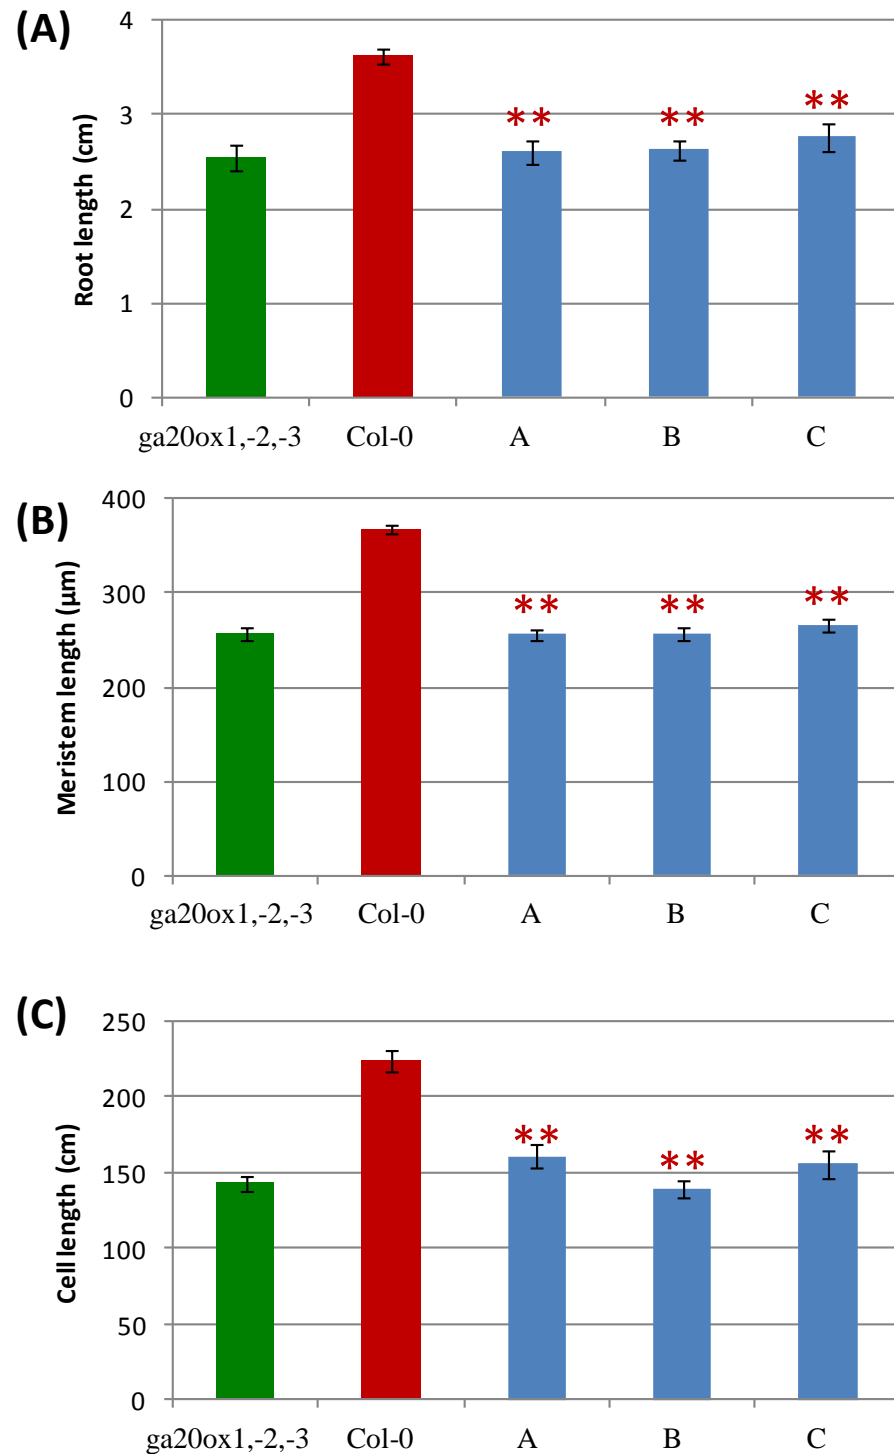 (A)
4
3
2
1
0
Root length (cm)
** ** **
ga20ox1,-2,-3 Col-0 A B C
(B)
400
300
200
100
0
Meristem length (µm)
** ** **
ga20ox1,-2,-3 Col-0 A B C
(C)
250
200
150
100
50
0
Cell length (cm)
** ** **
ga20ox1,-2,-3 Col-0 A B C